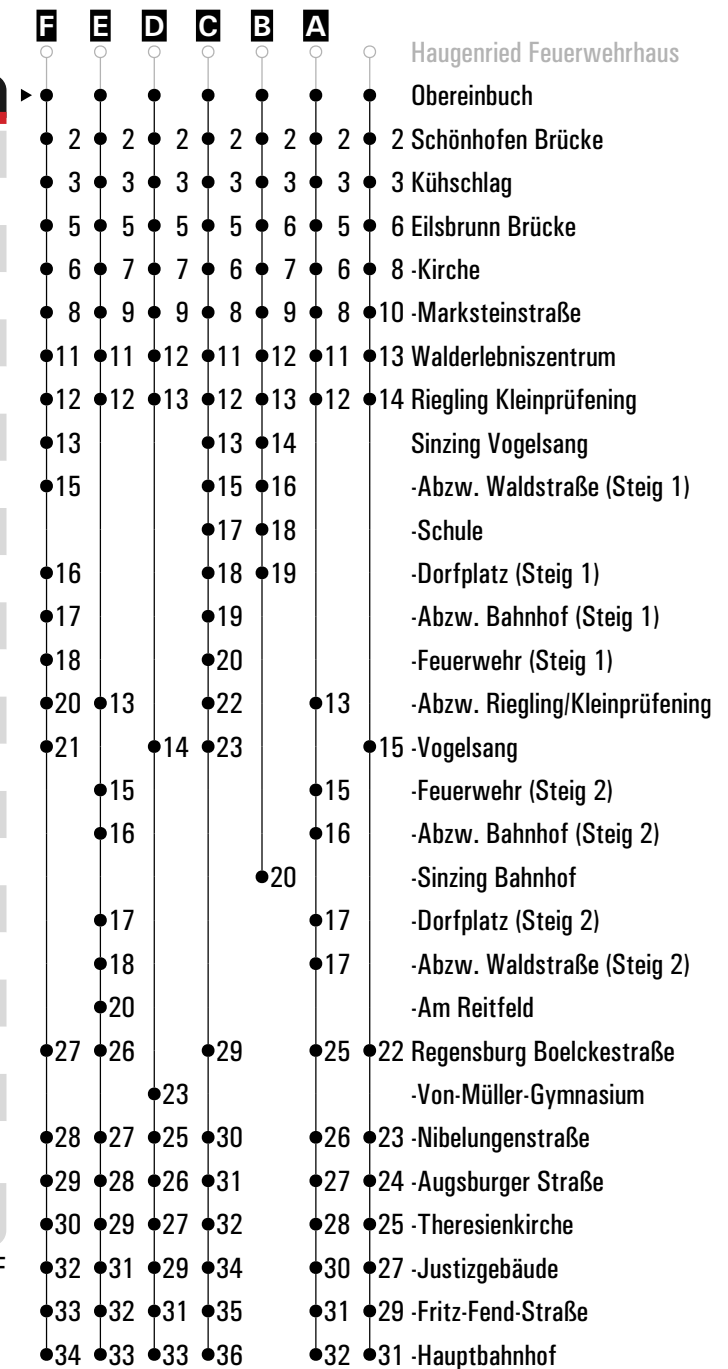 F E D C B A
Haugenried Feuerwehrhaus
Obereinbuch
2 2 2 2 2 2 2 Schönhofen Brücke
3 3 3 3 3 3 3 Kühschlag
5 5 5 5 6 5 6 Eilsbrunn Brücke
6 7 7 6 7 6 8 -Kirche
8 9 9 8 9 8 10 -Marksteinstraße
11 11 12 11 12 11 13 Walderlebniszentrum
12 12 13 12 13 12 14 Riegling Kleinprüfening
13 13 14 Sinzing Vogelsang
15 15 16 -Abzw. Waldstraße (Steig 1)
17 18 -Schule
16 18 19 -Dorfplatz (Steig 1)
17 19 -Abzw. Bahnhof (Steig 1)
18 20 -Feuerwehr (Steig 1)
20 13 22 13 -Abzw. Riegling/Kleinprüfening
21 14 23 15 -Vogelsang
15 15 -Feuerwehr (Steig 2)
16 16 -Abzw. Bahnhof (Steig 2)
20 -Sinzing Bahnhof
17 17 -Dorfplatz (Steig 2)
18 17 -Abzw. Waldstraße (Steig 2)
20 -Am Reitfeld
27 26 29 25 22 Regensburg Boelckestraße
23 -Von-Müller-Gymnasium
28 27 25 30 26 23 -Nibelungenstraße
29 28 26 31 27 24 -Augsburger Straße
30 29 27 32 28 25 -Theresienkirche
32 31 29 34 30 27 -Justizgebäude
33 32 31 35 31 29 -Fritz-Fend-Straße
34 33 33 36 32 31 -Hauptbahnhof